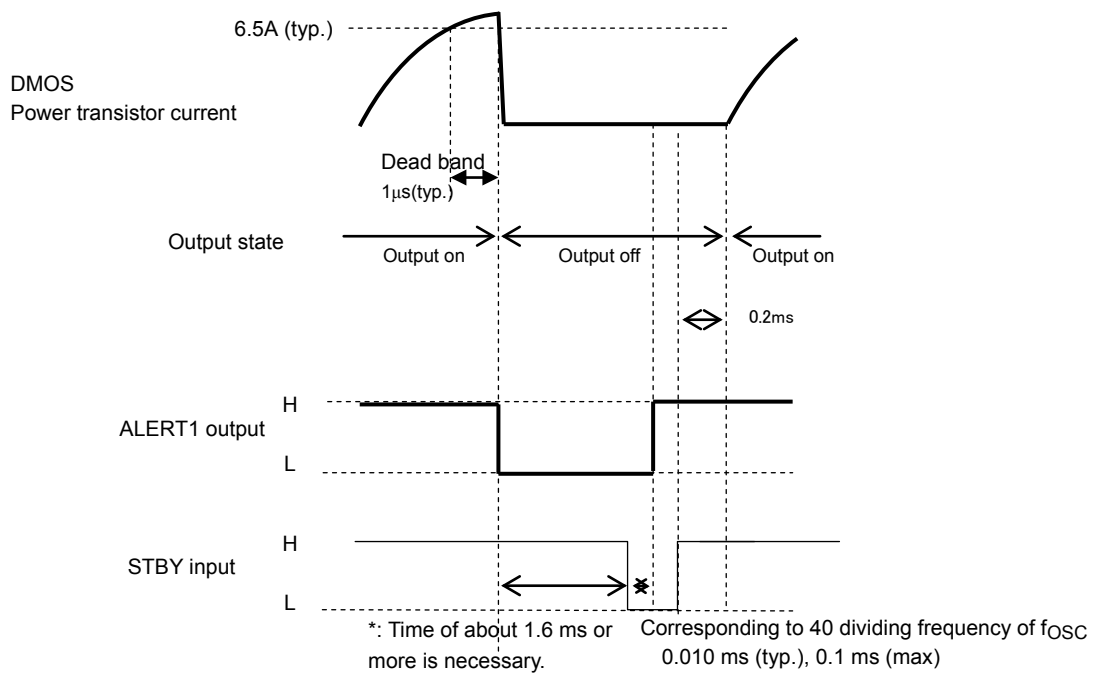 6.5A (typ.)
DMOS
Power transistor current
Dead band
1μs(typ.)
Output state
Output on
Output off
Output on
0.2ms
H
ALERT1 output
L
H
STBY input
L
*: Time of about 1.6 ms or
more is necessary.
Corresponding to 40 dividing frequency of fOSC
0.010 ms (typ.), 0.1 ms (max)